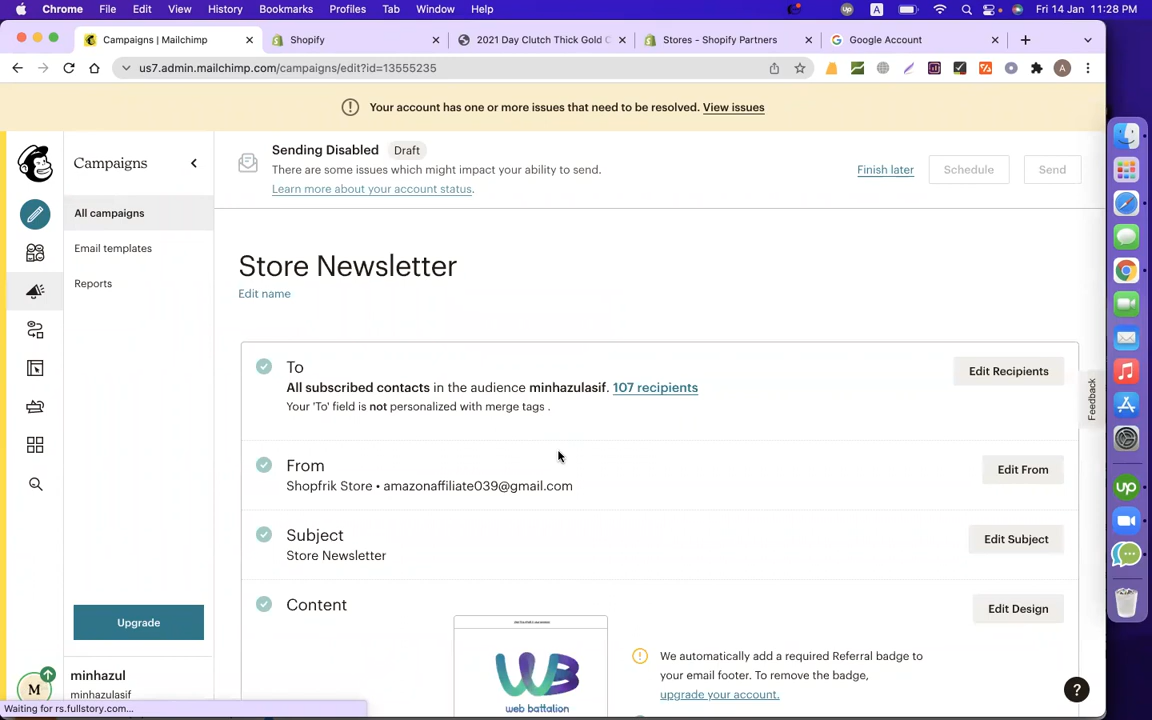 Chrome File Edit View History Bookmarks Profiles Tab Window Help
A Fri 14 Jan 11:28 PM
Campaigns | Mailchimp
Shopify
2021 Day Clutch Thick Gold C
Stores - Shopify Partners
Google Account
us7.admin.mailchimp.com/campaigns/edit?id=13555235
A
Your account has one or more issues that need to be resolved. View issues
Campaigns
Sending Disabled Draft
There are some issues which might impact your ability to send.
Learn more about your account status.
Finish later
Schedule
Send
All campaigns
Email templates
Reports
Store Newsletter
Edit name
To
All subscribed contacts in the audience minhazulasif. 107 recipients
Your 'To' field is not personalized with merge tags .
Edit Recipients
Feedback
From
Shopfrik Store • amazonaffiliate039@gmail.com
Edit From
Subject
Store Newsletter
Edit Subject
Content
Edit Design
We automatically add a required Referral badge to
your email footer. To remove the badge,
upgrade your account.
web battalion
Upgrade
M
minhazul
minhazulasif
Waiting for rs.fullstory.com...
?
up